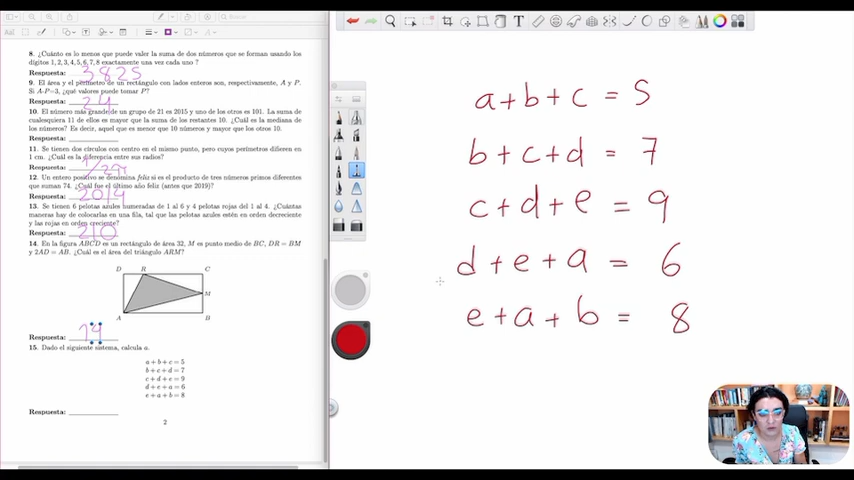 8. ¿Cuánto es lo menos que puede valer la suma de dos números que se forman usando los
dígitos 1, 2, 3, 4, 5, 6, 7, 8 exactamente una vez cada uno ?
Respuesta: 3825
9. El área y el perímetro de un rectángulo con lados enteros son, respectivamente, A y P.
Si A-P=3, ¿qué valores puede tomar P?
Respuesta: 24
10. El número más grande de un grupo de 21 es 2015 y uno de los otros es 101. La suma de
cualesquiera 11 de ellos es mayor que la suma de los restantes 10. ¿Cuál es la mediana de
los números? Es decir, aquel que es menor que 10 números y mayor que los otros 10.
Respuesta:
11. Se tienen dos círculos con centro en el mismo punto, pero cuyos perímetros difieren en
1 cm. ¿Cuál es la diferencia entre sus radios?
Respuesta: 1/2π
12. Un entero positivo se denomina feliz si es el producto de tres números primos diferentes
que suman 74. ¿Cuál fue el último año feliz (antes que 2019)?
Respuesta: 2014
13. Se tienen 6 pelotas azules numeradas de 1 al 6 y 4 pelotas rojas del 1 al 4. ¿Cuántas
maneras hay de colocarlas en una fila, tal que las pelotas azules estén en orden decreciente
y las rojas en orden creciente?
Respuesta: 210
14. En la figura ABCD es un rectángulo de área 32, M es punto medio de BC, DR = BM
y 2AD = AB. ¿Cuál es el área del triángulo ARM?
D R C
M
A B
Respuesta: 19
15. Dado el siguiente sistema, calcula a.
a + b + c = 5
b + c + d = 7
c + d + e = 9
d + e + a = 6
e + a + b = 8
Respuesta:
2
a + b + c = 5
b + c + d = 7
c + d + e = 9
d + e + a = 6
e + a + b = 8